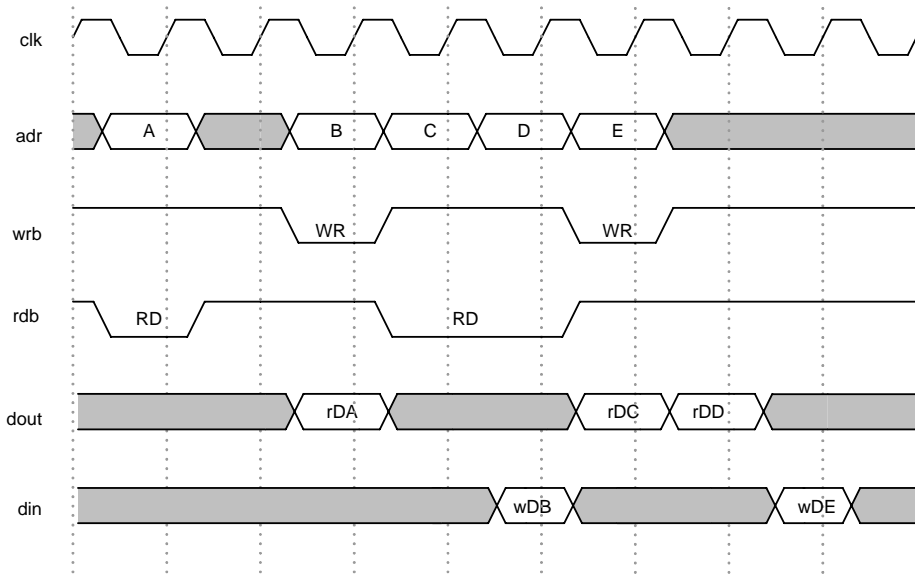 clk
adr A B C D E
wrb WR WR
rdb RD RD
dout rDA rDC rDD
din wDB wDE